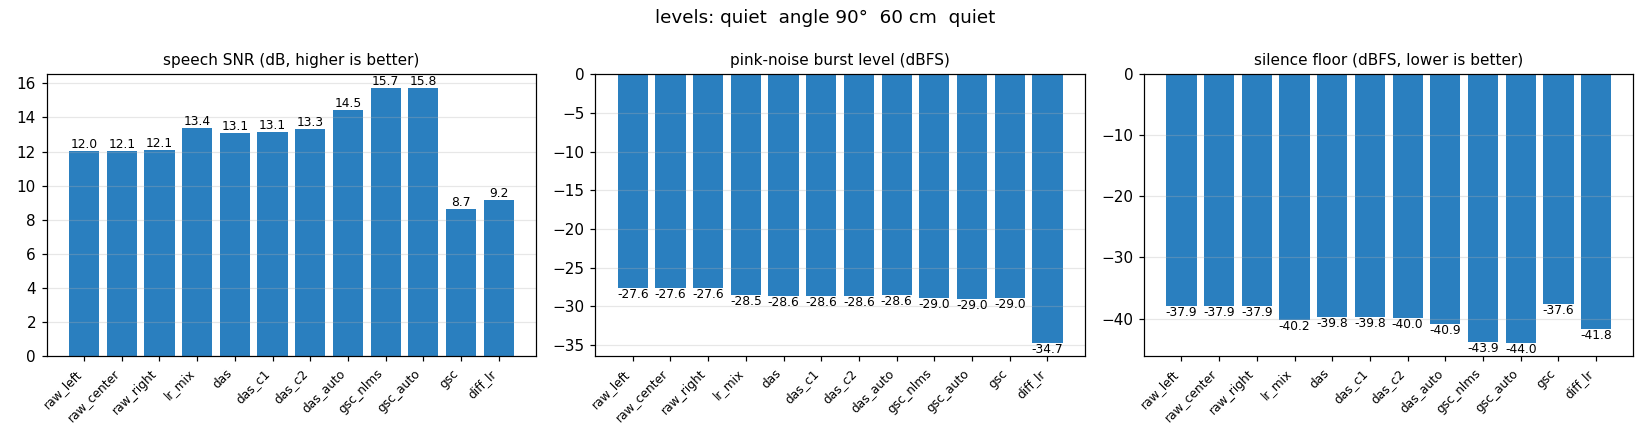 levels: quiet  angle 90°  60 cm  quiet
speech SNR (dB, higher is better)
16
14
12
10
8
6
4
2
0
12.0
12.1
12.1
13.4
13.1
13.1
13.3
14.5
15.7
15.8
8.7
9.2
raw_left
raw_center
raw_right
lr_mix
das
das_c1
das_c2
das_auto
gsc_nlms
gsc_auto
gsc
diff_lr
pink-noise burst level (dBFS)
0
−5
−10
−15
−20
−25
−30
−35
-27.6
-27.6
-27.6
-28.5
-28.6
-28.6
-28.6
-28.6
-29.0
-29.0
-29.0
-34.7
raw_left
raw_center
raw_right
lr_mix
das
das_c1
das_c2
das_auto
gsc_nlms
gsc_auto
gsc
diff_lr
silence floor (dBFS, lower is better)
0
−10
−20
−30
−40
-37.9
-37.9
-37.9
-40.2
-39.8
-39.8
-40.0
-40.9
-43.9
-44.0
-37.6
-41.8
raw_left
raw_center
raw_right
lr_mix
das
das_c1
das_c2
das_auto
gsc_nlms
gsc_auto
gsc
diff_lr